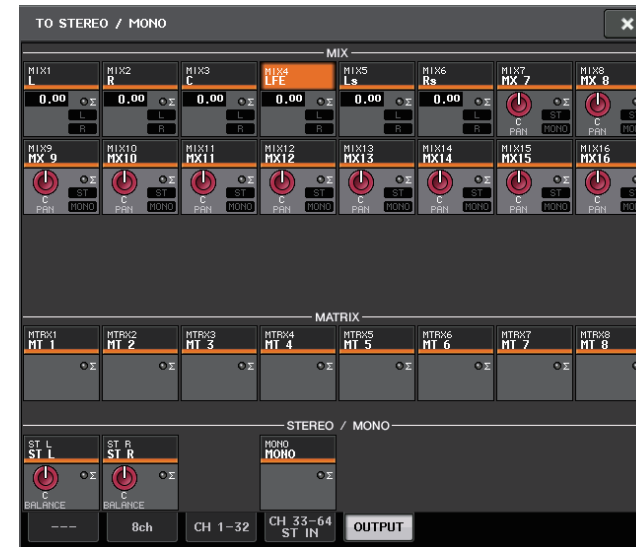 TO STEREO / MONO
MIX
MIX1 MIX2 MIX3 MIX4 MIX5 MIX6 MIX7 MIX8
L R C LFE Ls Rs MX 7 MX 8
0.00 Σ 0.00 Σ 0.00 Σ 0.00 Σ 0.00 Σ 0.00 Σ Σ Σ
L L L L L L ST ST
R R R R R R C PAN MONO C PAN MONO
MIX9 MIX10 MIX11 MIX12 MIX13 MIX14 MIX15 MIX16
MX 9 MX10 MX11 MX12 MX13 MX14 MX15 MX16
Σ Σ Σ Σ Σ Σ Σ Σ
ST ST ST ST ST ST ST ST
C C C C C C C C
PAN MONO PAN MONO PAN MONO PAN MONO PAN MONO PAN MONO PAN MONO PAN MONO
MATRIX
MTRX1 MTRX2 MTRX3 MTRX4 MTRX5 MTRX6 MTRX7 MTRX8
MT 1 MT 2 MT 3 MT 4 MT 5 MT 6 MT 7 MT 8
Σ Σ Σ Σ Σ Σ Σ Σ
STEREO / MONO
ST L ST R MONO
ST L ST R MONO
Σ Σ Σ
C C
BALANCE BALANCE
--- 8ch CH 1-32 CH 33-64 OUTPUT
ST IN